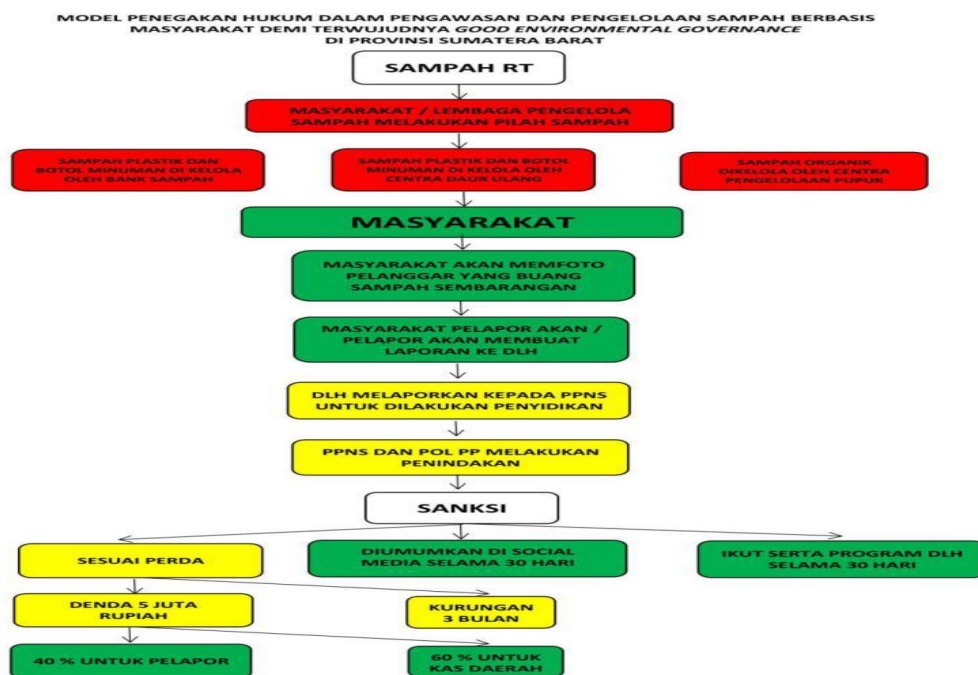 MODEL PENEGAKAN HUKUM DALAM PENGAWASAN DAN PENGELOLAAN SAMPAH BERBASIS
MASYARAKAT DEMI TERWUJUDNYA GOOD ENVIRONMENTAL GOVERNANCE
DI PROVINSI SUMATERA BARAT
SAMPAH RT
MASYARAKAT / LEMBAGA PENGELOLA
SAMPAH MELAKUKAN PILAH SAMPAH
SAMPAH PLASTIK DAN
BOTOL MINUMAN DI KELOLA
OLEH BANK SAMPAH
SAMPAH PLASTIK DAN BOTOL
MINUMAN DI KELOLA OLEH
CENTRA DAUR ULANG
SAMPAH ORGANIK
DIKELOLA OLEH CENTRA
PENGELOLAAN PUPUK
MASYARAKAT
MASYARAKAT AKAN MEMFOTO
PELANGGAR YANG BUANG
SAMPAH SEMBARANGAN
MASYARAKAT PELAPOR AKAN /
PELAPOR AKAN MEMBUAT
LAPORAN KE DLH
DLH MELAPORKAN KEPADA PPNS
UNTUK DILAKUKAN PENYIDIKAN
PPNS DAN POL PP MELAKUKAN
PENINDAKAN
SANKSI
SESUAI PERDA
DIUMUMKAN DI SOCIAL
MEDIA SELAMA 30 HARI
IKUT SERTA PROGRAM DLH
SELAMA 30 HARI
DENDA 5 JUTA
RUPIAH
KURUNGAN
3 BULAN
40 % UNTUK PELAPOR
60 % UNTUK
KAS DAERAH